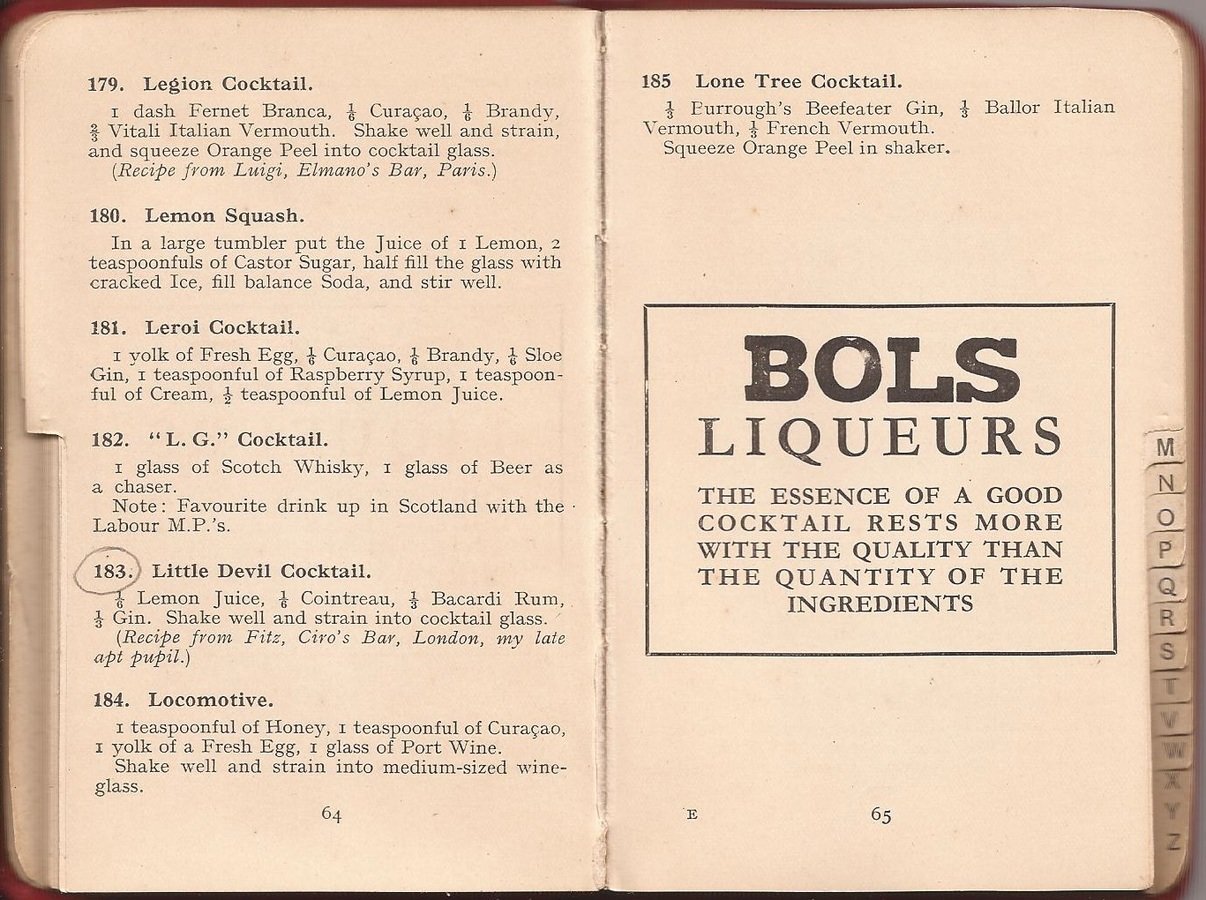 179. Legion Cocktail.
1 dash Fernet Branca, ⅙ Curaçao, ⅙ Brandy,
⅔ Vitali Italian Vermouth. Shake well and strain,
and squeeze Orange Peel into cocktail glass.
(Recipe from Luigi, Elmano's Bar, Paris.)
180. Lemon Squash.
In a large tumbler put the Juice of 1 Lemon, 2
teaspoonfuls of Castor Sugar, half fill the glass with
cracked Ice, fill balance Soda, and stir well.
181. Leroi Cocktail.
1 yolk of Fresh Egg, ⅙ Curaçao, ⅙ Brandy, ⅙ Sloe
Gin, 1 teaspoonful of Raspberry Syrup, 1 teaspoon-
ful of Cream, ½ teaspoonful of Lemon Juice.
182. "L. G." Cocktail.
1 glass of Scotch Whisky, 1 glass of Beer as
a chaser.
Note: Favourite drink up in Scotland with the
Labour M.P.'s.
183. Little Devil Cocktail.
⅙ Lemon Juice, ⅙ Cointreau, ⅓ Bacardi Rum,
⅓ Gin. Shake well and strain into cocktail glass.
(Recipe from Fitz, Ciro's Bar, London, my late
apt pupil.)
184. Locomotive.
1 teaspoonful of Honey, 1 teaspoonful of Curaçao,
1 yolk of a Fresh Egg, 1 glass of Port Wine.
Shake well and strain into medium-sized wine-
glass.
64
185 Lone Tree Cocktail.
⅓ Burrough's Beefeater Gin, ⅓ Ballor Italian
Vermouth, ⅓ French Vermouth.
Squeeze Orange Peel in shaker.
BOLS
LIQUEURS
THE ESSENCE OF A GOOD
COCKTAIL RESTS MORE
WITH THE QUALITY THAN
THE QUANTITY OF THE
INGREDIENTS
E 65
M
N
O
P
Q
R
S
T
V
W
X
Y
Z